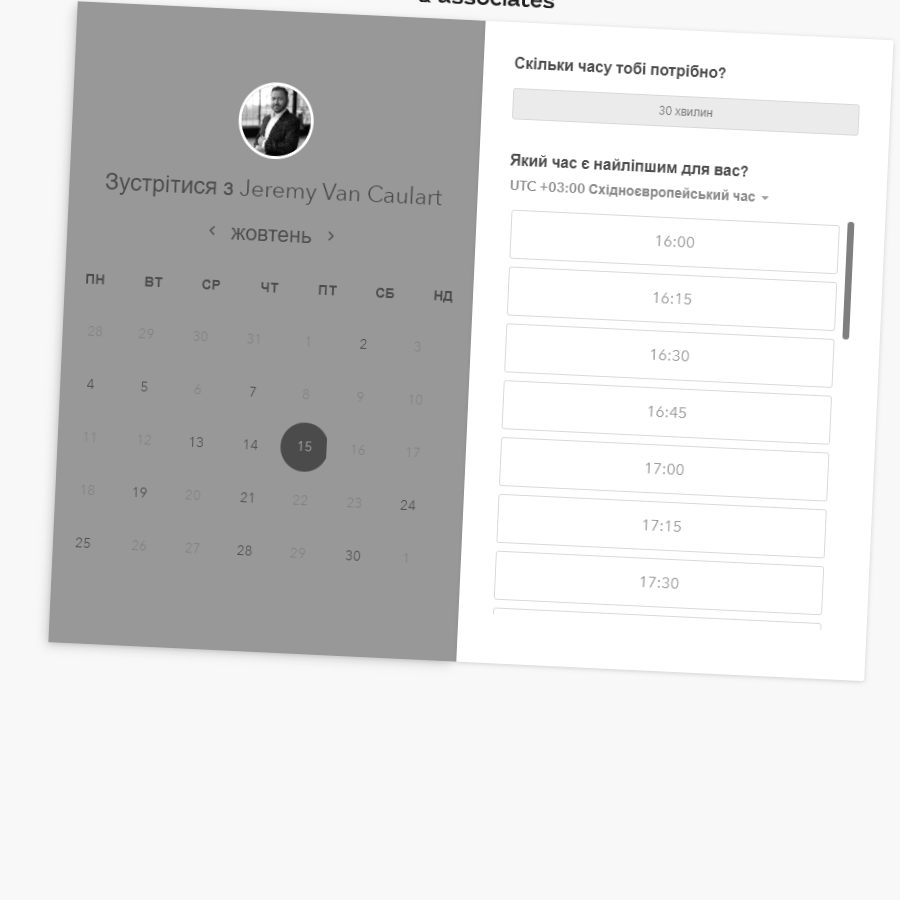 & associates
Зустрітися з Jeremy Van Caulart
жовтень
ПН ВТ СР ЧТ ПТ СБ НД
28 29 30 31 1 2 3
4 5 6 7 8 9 10
11 12 13 14 15 16 17
18 19 20 21 22 23 24
25 26 27 28 29 30 1
Скільки часу тобі потрібно?
30 хвилин
Який час є найліпшим для вас?
UTC +03:00 Східноєвропейський час
16:00
16:15
16:30
16:45
17:00
17:15
17:30